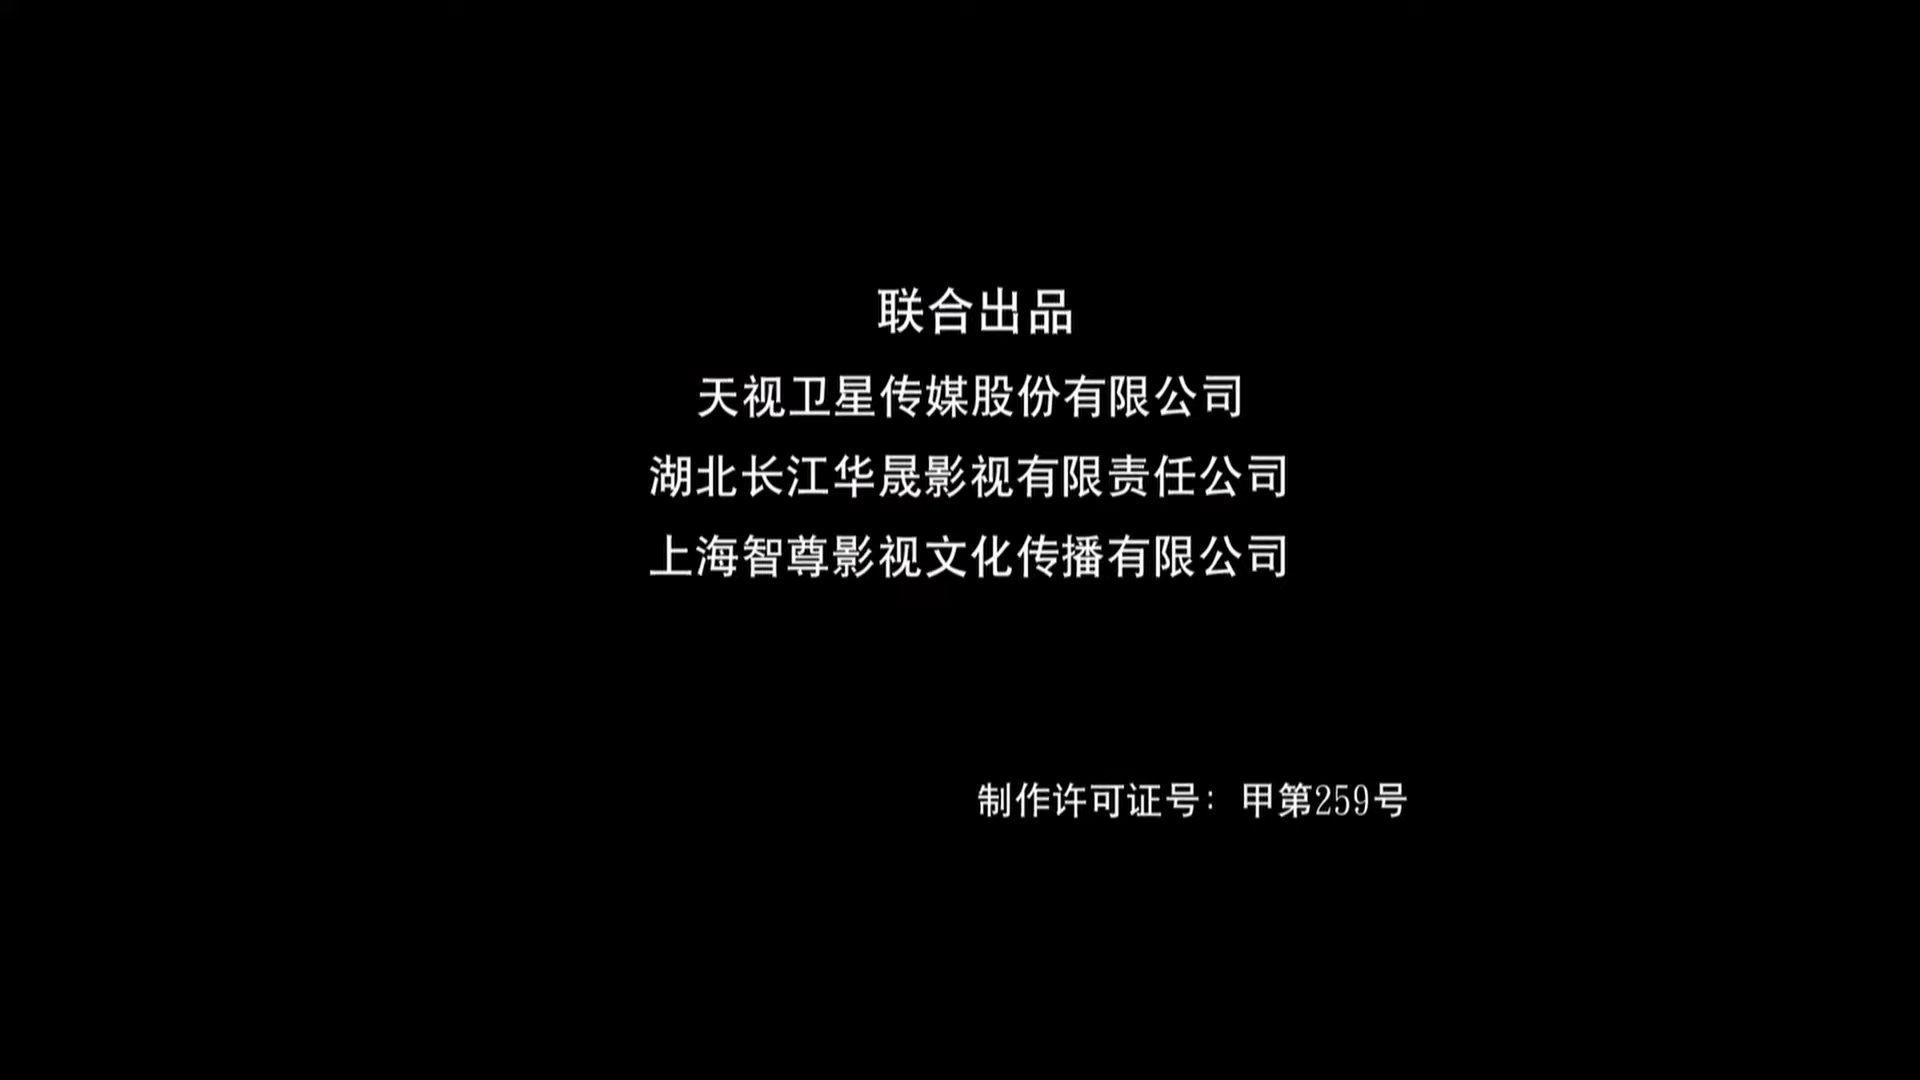 联合出品
天视卫星传媒股份有限公司
湖北长江华晟影视有限责任公司
上海智尊影视文化传播有限公司
制作许可证号：甲第259号